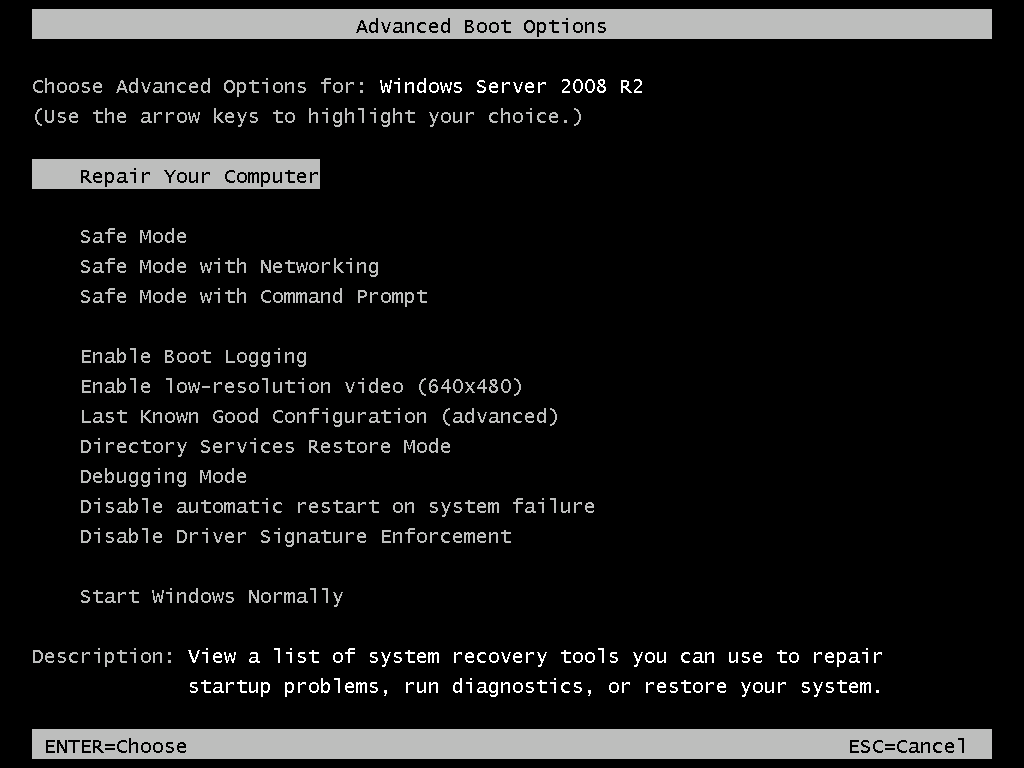 Advanced Boot Options
Choose Advanced Options for: Windows Server 2008 R2
(Use the arrow keys to highlight your choice.)
Repair Your Computer
Safe Mode
Safe Mode with Networking
Safe Mode with Command Prompt
Enable Boot Logging
Enable low-resolution video (640x480)
Last Known Good Configuration (advanced)
Directory Services Restore Mode
Debugging Mode
Disable automatic restart on system failure
Disable Driver Signature Enforcement
Start Windows Normally
Description: View a list of system recovery tools you can use to repair
startup problems, run diagnostics, or restore your system.
ENTER=Choose ESC=Cancel